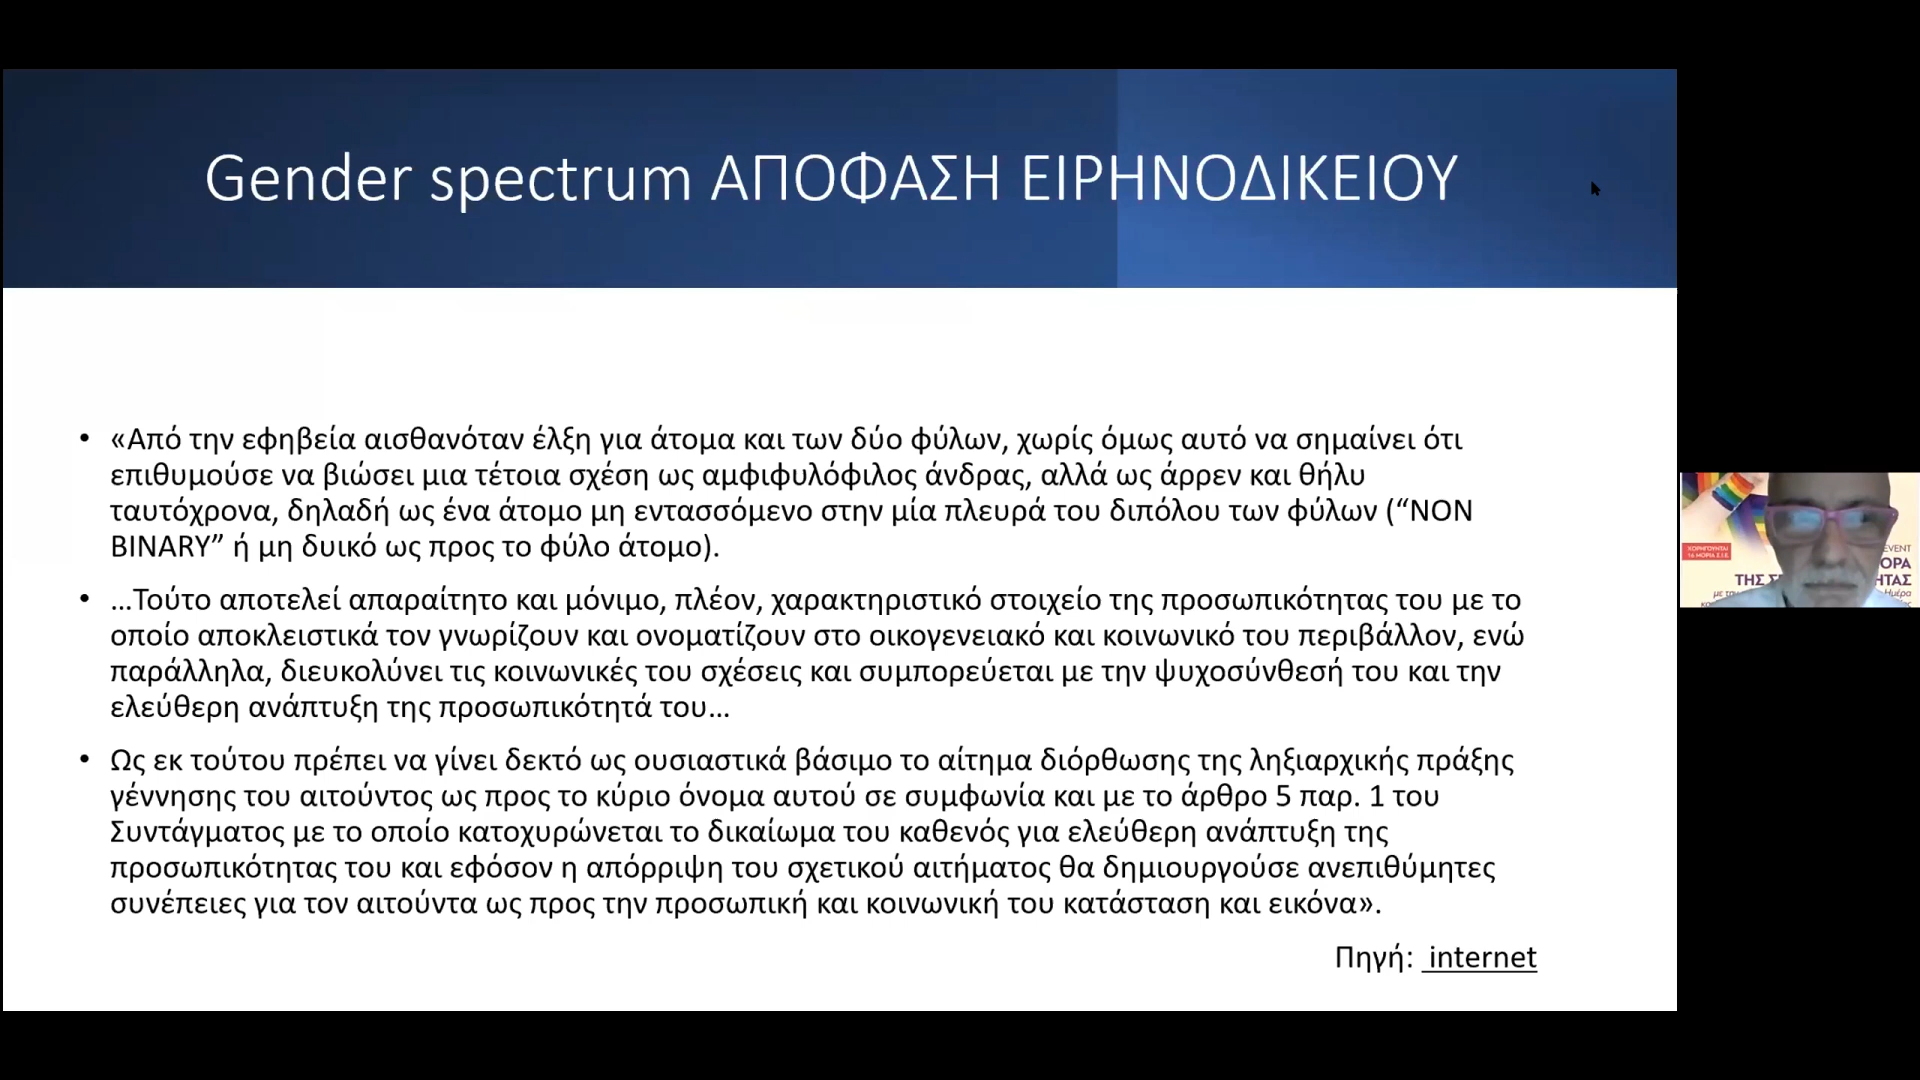 Gender spectrum ΑΠΟΦΑΣΗ ΕΙΡΗΝΟΔΙΚΕΙΟΥ
• «Από την εφηβεία αισθανόταν έλξη για άτομα και των δύο φύλων, χωρίς όμως αυτό να σημαίνει ότι
επιθυμούσε να βιώσει μια τέτοια σχέση ως αμφιφυλόφιλος άνδρας, αλλά ως άρρεν και θήλυ
ταυτόχρονα, δηλαδή ως ένα άτομο μη εντασσόμενο στην μία πλευρά του διπόλου των φύλων (“NON
BINARY” ή μη δυικό ως προς το φύλο άτομο).
• …Τούτο αποτελεί απαραίτητο και μόνιμο, πλέον, χαρακτηριστικό στοιχείο της προσωπικότητας του με το
οποίο αποκλειστικά τον γνωρίζουν και ονοματίζουν στο οικογενειακό και κοινωνικό του περιβάλλον, ενώ
παράλληλα, διευκολύνει τις κοινωνικές του σχέσεις και συμπορεύεται με την ψυχοσύνθεσή του και την
ελεύθερη ανάπτυξη της προσωπικότητά του…
• Ως εκ τούτου πρέπει να γίνει δεκτό ως ουσιαστικά βάσιμο το αίτημα διόρθωσης της ληξιαρχικής πράξης
γέννησης του αιτούντος ως προς το κύριο όνομα αυτού σε συμφωνία και με το άρθρο 5 παρ. 1 του
Συντάγματος με το οποίο κατοχυρώνεται το δικαίωμα του καθενός για ελεύθερη ανάπτυξη της
προσωπικότητας του και εφόσον η απόρριψη του σχετικού αιτήματος θα δημιουργούσε ανεπιθύμητες
συνέπειες για τον αιτούντα ως προς την προσωπική και κοινωνική του κατάσταση και εικόνα».
Πηγή: internet
ΧΟΡΗΓΟΥΝΤΑΙ
EVENT
ΤΗΣ